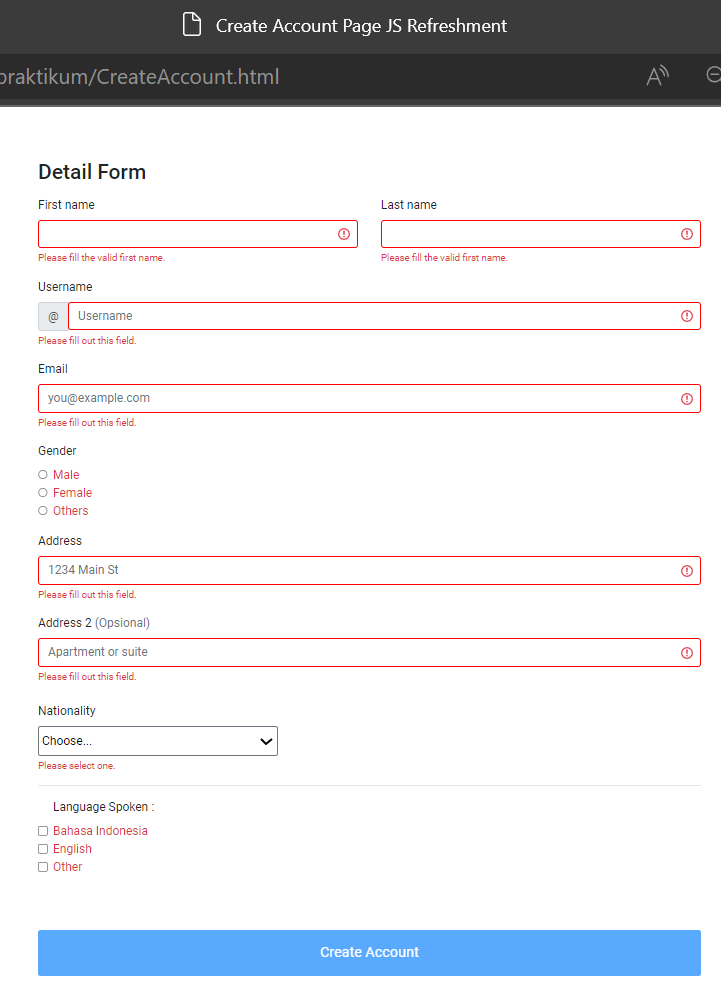 Create Account Page JS Refreshment
praktikum/CreateAccount.html
Detail Form
First name Last name
Please fill the valid first name. Please fill the valid first name.
Username
@ Username
Please fill out this field.
Email
you@example.com
Please fill out this field.
Gender
Male
Female
Others
Address
1234 Main St
Please fill out this field.
Address 2 (Opsional)
Apartment or suite
Please fill out this field.
Nationality
Choose...
Please select one.
Language Spoken :
Bahasa Indonesia
English
Other
Create Account